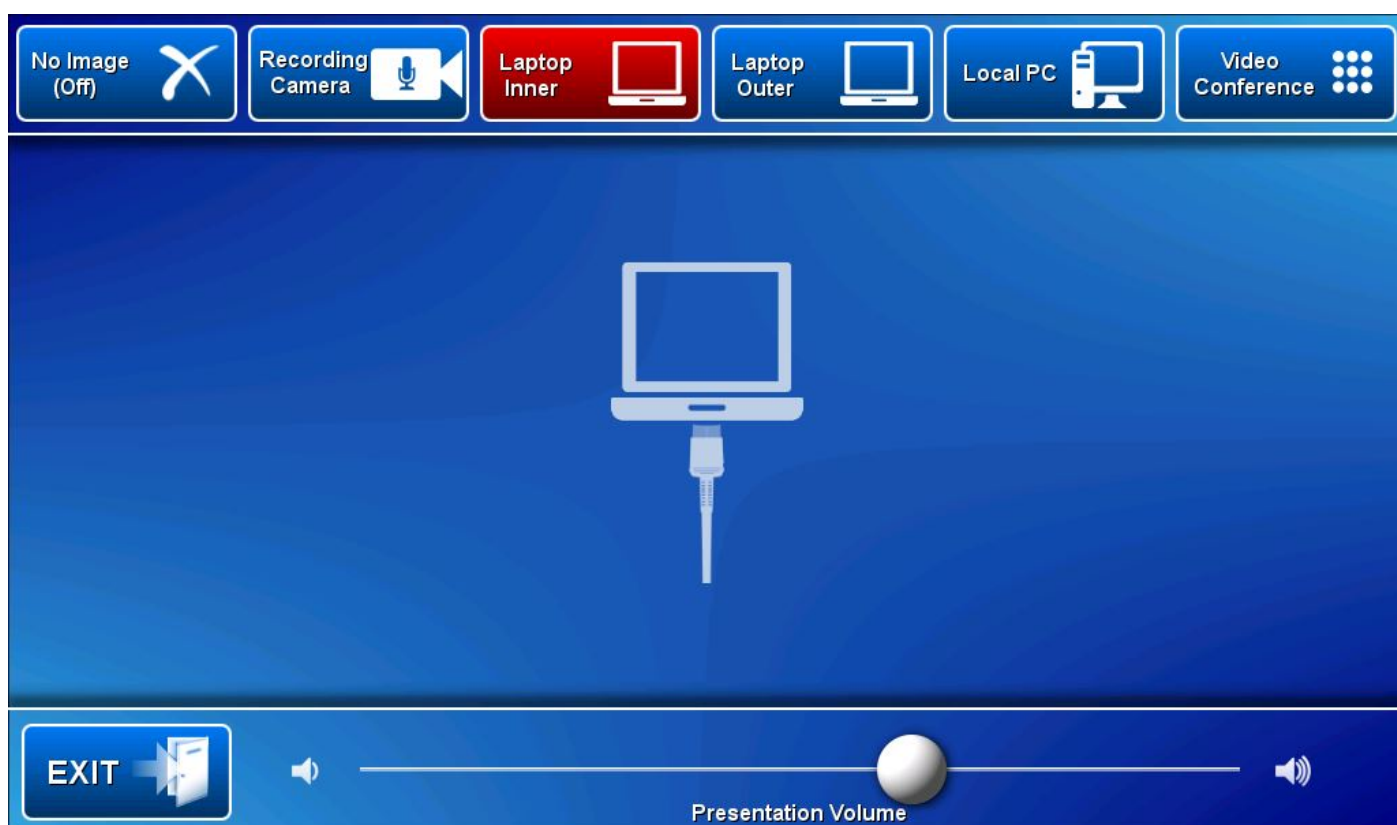 No Image
(Off)
Recording
Camera
Laptop
Inner
Laptop
Outer
Local PC
Video
Conference
EXIT
Presentation Volume